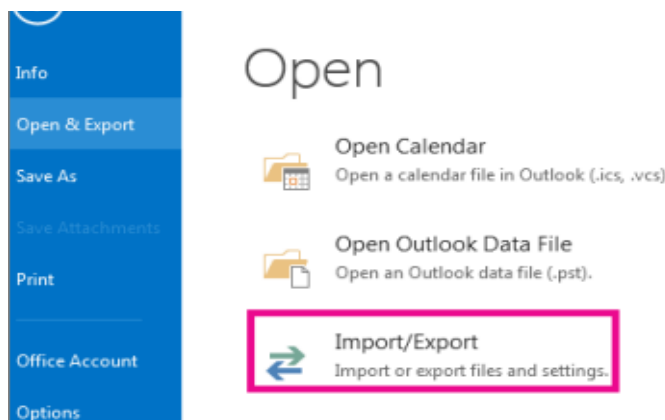 Info
Open & Export
Save As
Save Attachments
Print
Office Account
Options
Open
Open Calendar
Open a calendar file in Outlook (.ics, .vcs)
Open Outlook Data File
Open an Outlook data file (.pst).
Import/Export
Import or export files and settings.